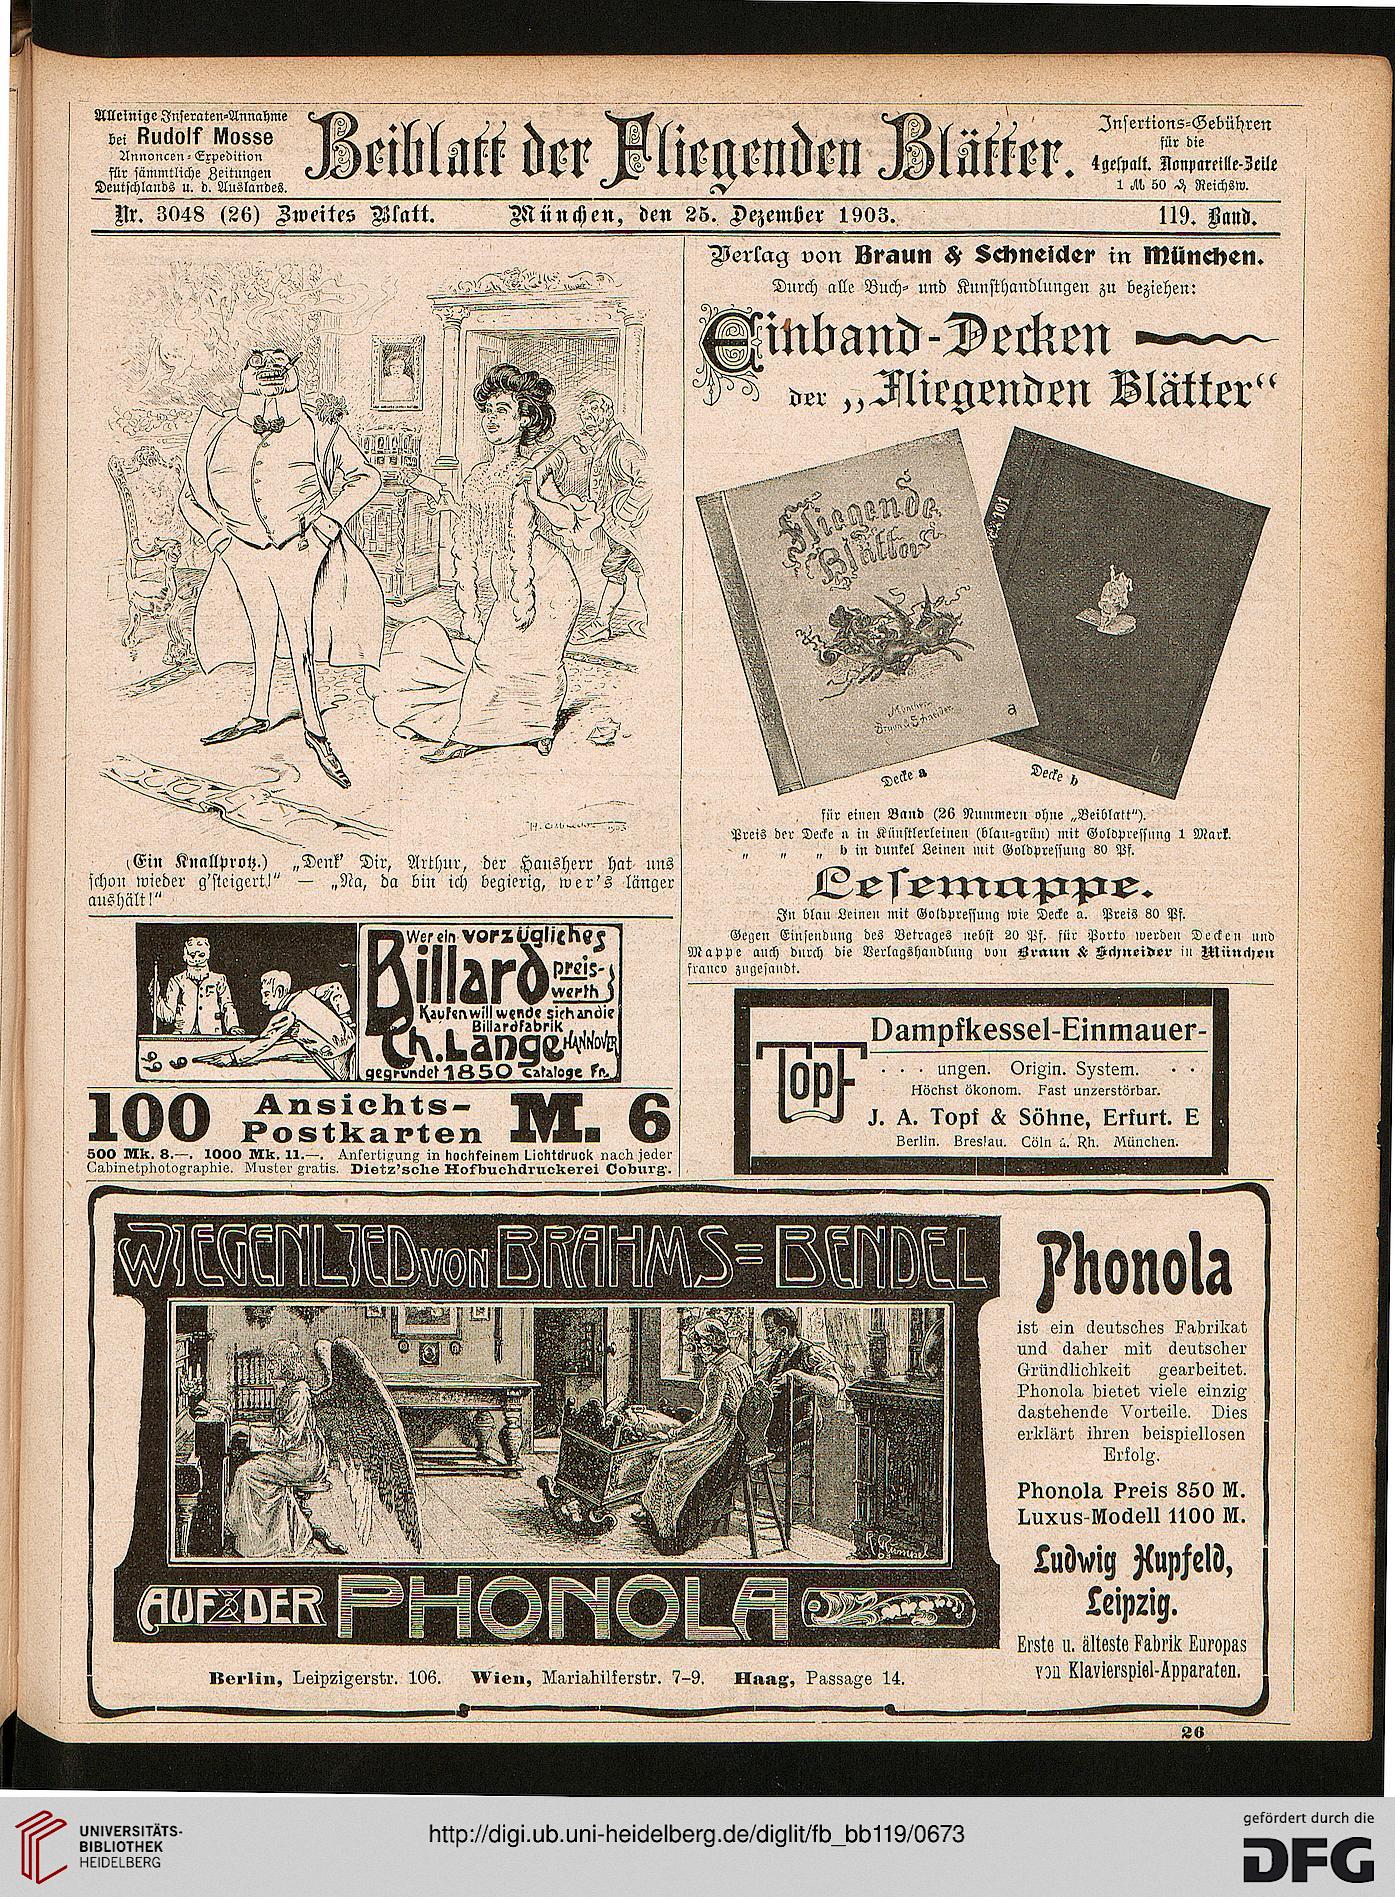 Alleinige Inseraten-Annahme
bei Rudolf Mosse
Annoncen-Expedition
für sämmtliche Zeitungen
Deutschlands u. d. Auslandes.
Beiblatt der Fliegenden Blätter.
Insertions-Gebühren
für die
4gespalt. Nonpareille-Zeile
1 M 50 ₰ Reichsw.
Nr. 3048 (26) Zweites Blatt. München, den 25. Dezember 1903. 119. Band.
1903
(Ein Knallprotz.) „Denk' Dir, Arthur, der Hausherr hat uns
schon wieder g'steigert!“ — „Na, da bin ich begierig, wer's länger
aushält!“
Wer ein vorzügliches
Billard preis-
werth
Kaufen will wende sich an die
Billardfabrik
Ch. Lange HANNOVER
gegründet 1850 Cataloge Fr.
100 Ansichts-
Postkarten M. 6
500 Mk. 8.—. 1000 Mk. 11.—. Anfertigung in hochfeinem Lichtdruck nach jeder
Cabinetphotographie. Muster gratis. Dietz'sche Hofbuchdruckerei Coburg.
Verlag von Braun & Schneider in München.
Durch alle Buch- und Kunsthandlungen zu beziehen:
Einband-Decken
der „Fliegenden Blätter“
Fliegende
Blätter
München
Braun & Schneider
a
b
Decke a
Decke b
für einen Band (26 Nummern ohne „Beiblatt“).
Preis der Decke a in Künstlerleinen (blau-grün) mit Goldpressung 1 Mark.
„ „ „ b in dunkel Leinen mit Goldpressung 80 Pf.
Lesemappe.
In blau Leinen mit Goldpressung wie Decke a. Preis 80 Pf.
Gegen Einsendung des Betrages nebst 20 Pf. für Porto werden Decken und
Mappe auch durch die Verlagshandlung von Braun & Schneider in München
franco zugesandt.
Topf-
Dampfkessel-Einmauer-
· · · ungen. Origin. System. · ·
Höchst ökonom. Fast unzerstörbar.
J. A. Topf & Söhne, Erfurt. E
Berlin. Breslau. Cöln a. Rh. München.
WIEGENLIED VON BRAHMS=BENDEL
AUF DER PHONOLA
Berlin, Leipzigerstr. 106. Wien, Mariahilferstr. 7-9. Haag, Passage 14.
Phonola
ist ein deutsches Fabrikat
und daher mit deutscher
Gründlichkeit gearbeitet.
Phonola bietet viele einzig
dastehende Vorteile. Dies
erklärt ihren beispiellosen
Erfolg.
Phonola Preis 850 M.
Luxus-Modell 1100 M.
Ludwig Hupfeld,
Leipzig.
Erste u. älteste Fabrik Europas
von Klavierspiel-Apparaten.
26
UNIVERSITÄTS-
BIBLIOTHEK
HEIDELBERG
http://digi.ub.uni-heidelberg.de/diglit/fb_bb119/0673
gefördert durch die
DFG